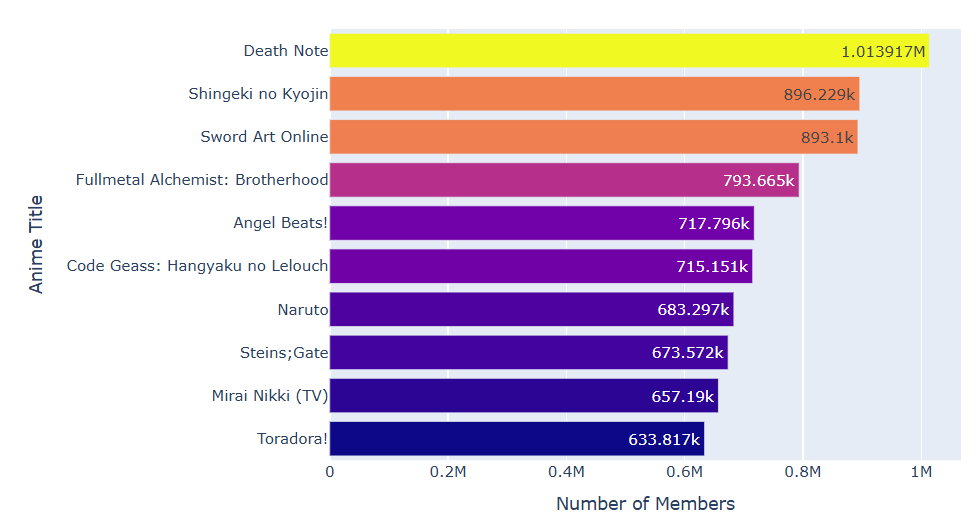 Death Note 1.013917M
Shingeki no Kyojin 896.229k
Sword Art Online 893.1k
Fullmetal Alchemist: Brotherhood 793.665k
Angel Beats! 717.796k
Code Geass: Hangyaku no Lelouch 715.151k
Naruto 683.297k
Steins;Gate 673.572k
Mirai Nikki (TV) 657.19k
Toradora! 633.817k
Anime Title
0 0.2M 0.4M 0.6M 0.8M 1M
Number of Members